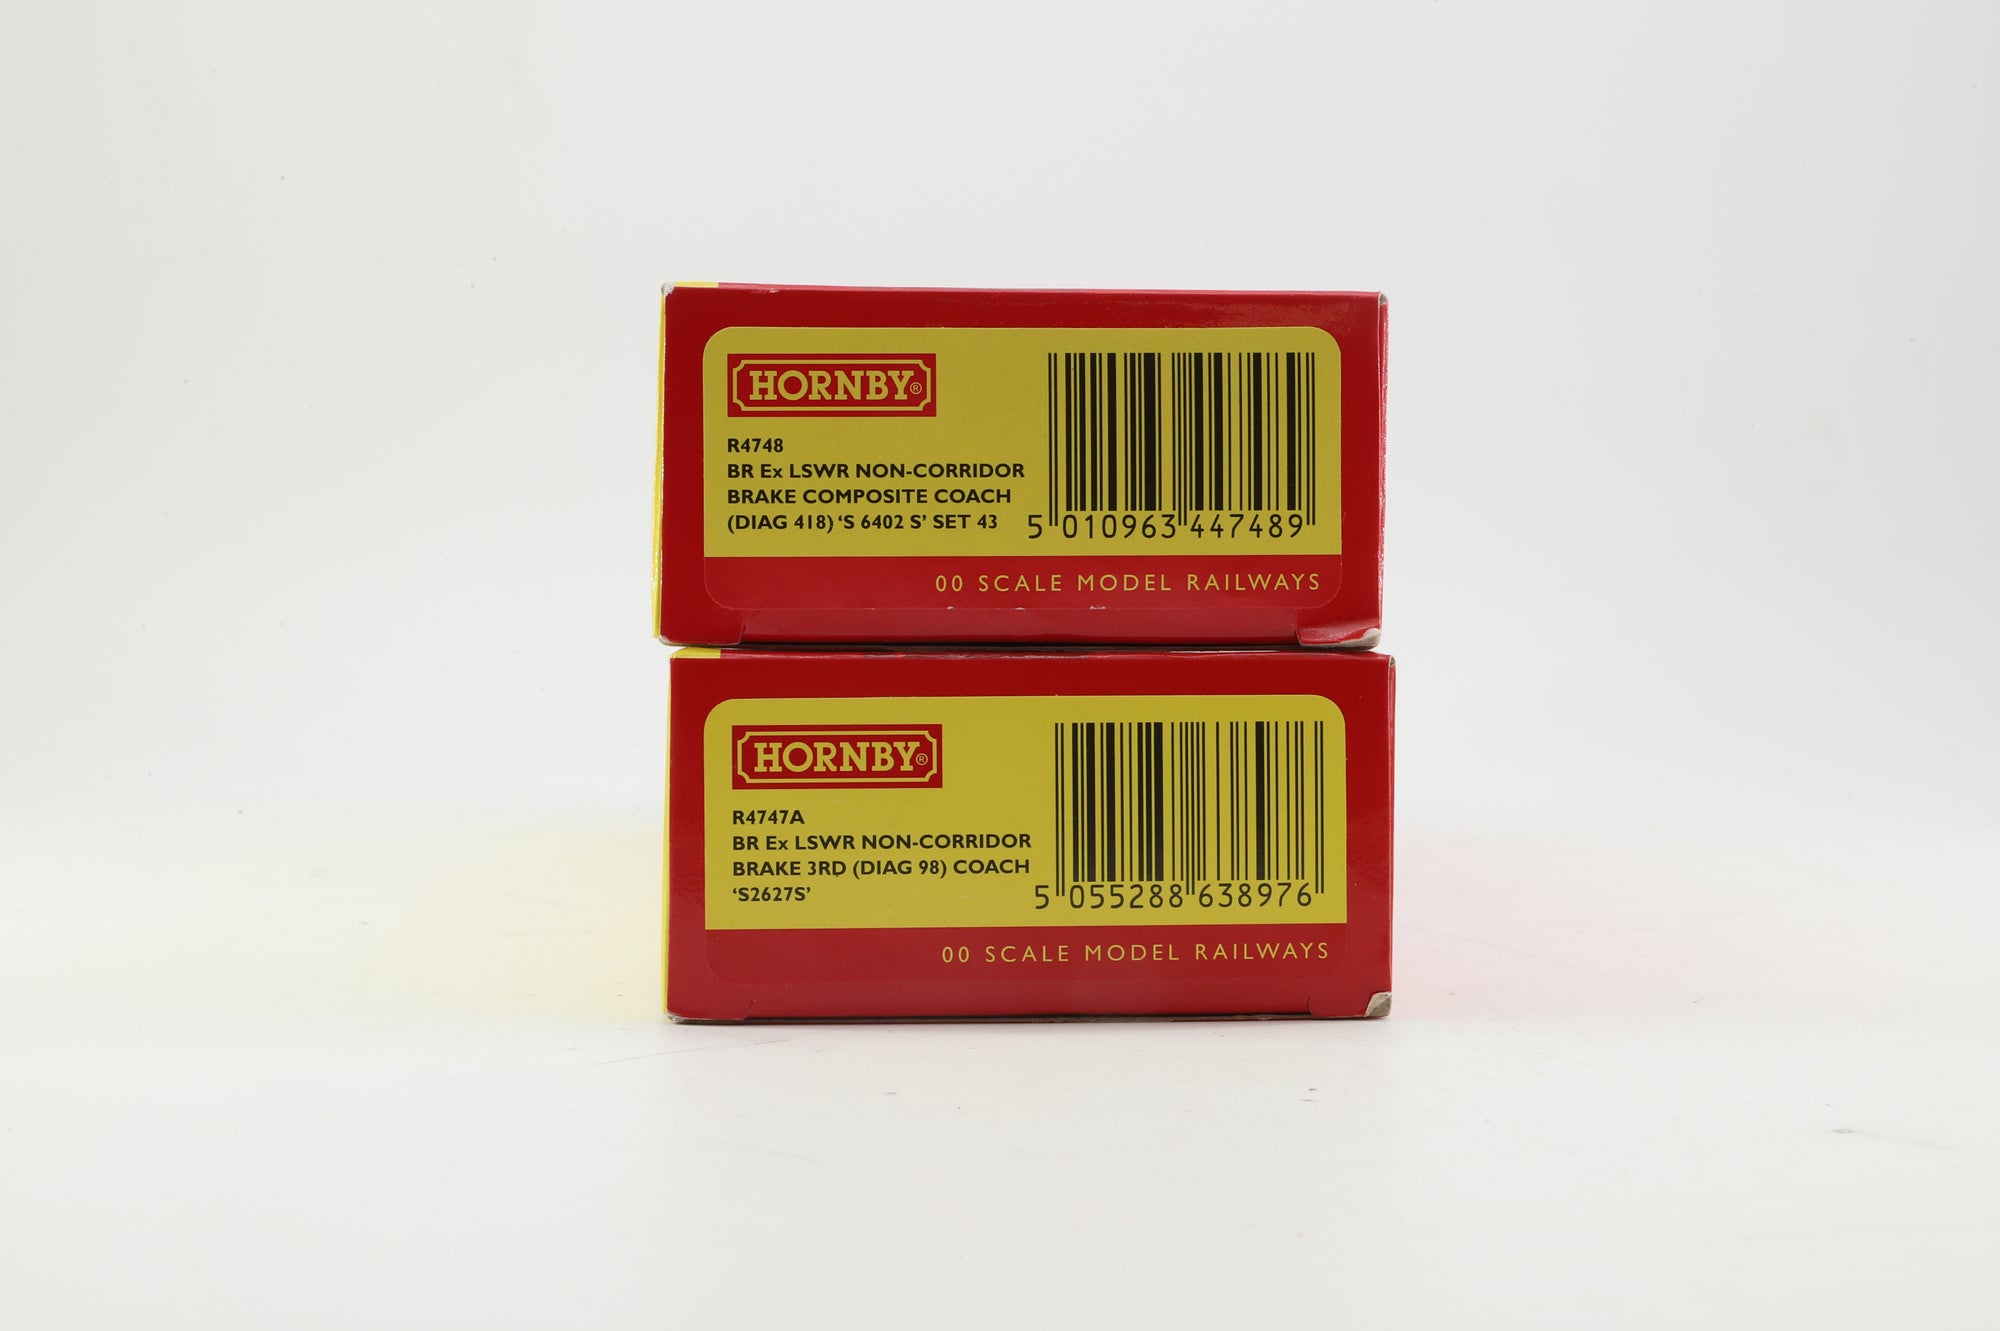 HORNBY®
R4748
BR Ex LSWR NON-CORRIDOR
BRAKE COMPOSITE COACH
(DIAG 418) ‘S 6402 S’ SET 43
5 010963 447489
00 SCALE MODEL RAILWAYS
HORNBY®
R4747A
BR Ex LSWR NON-CORRIDOR
BRAKE 3RD (DIAG 98) COACH
‘S2627S’
5 055288 638976
00 SCALE MODEL RAILWAYS